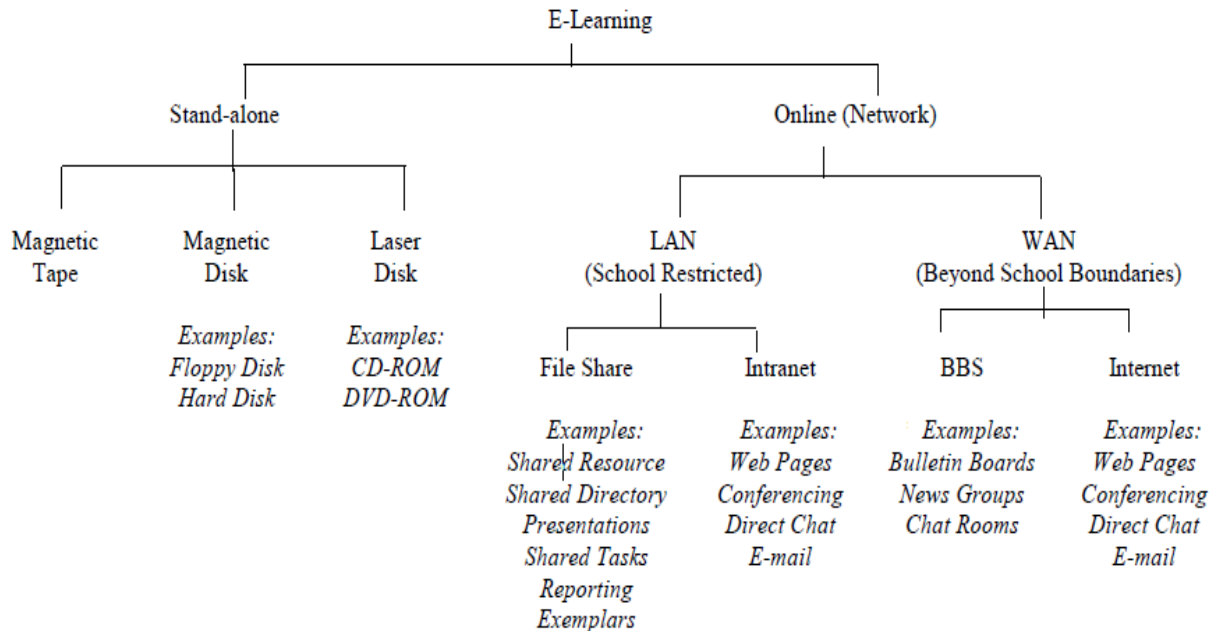 E-Learning
Stand-alone
Online (Network)
Magnetic
Tape
Magnetic
Disk
Examples:
Floppy Disk
Hard Disk
Laser
Disk
Examples:
CD-ROM
DVD-ROM
LAN
(School Restricted)
WAN
(Beyond School Boundaries)
File Share
Examples:
Shared Resource
Shared Directory
Presentations
Shared Tasks
Reporting
Exemplars
Intranet
Examples:
Web Pages
Conferencing
Direct Chat
E-mail
BBS
Examples:
Bulletin Boards
News Groups
Chat Rooms
Internet
Examples:
Web Pages
Conferencing
Direct Chat
E-mail